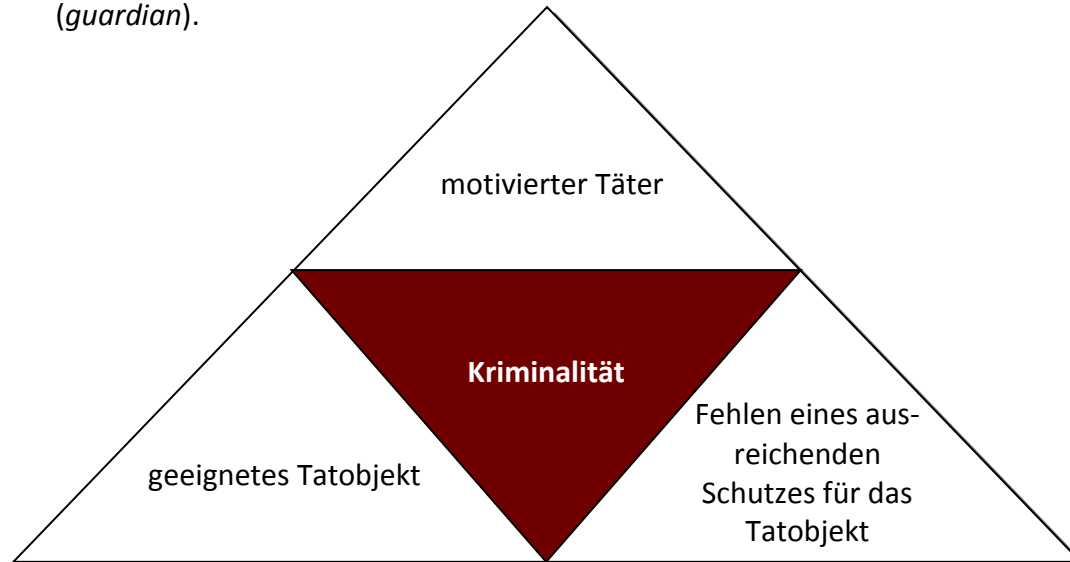 (guardian).
motivierter Täter
Kriminalität
geeignetes Tatobjekt
Fehlen eines aus-
reichenden
Schutzes für das
Tatobjekt